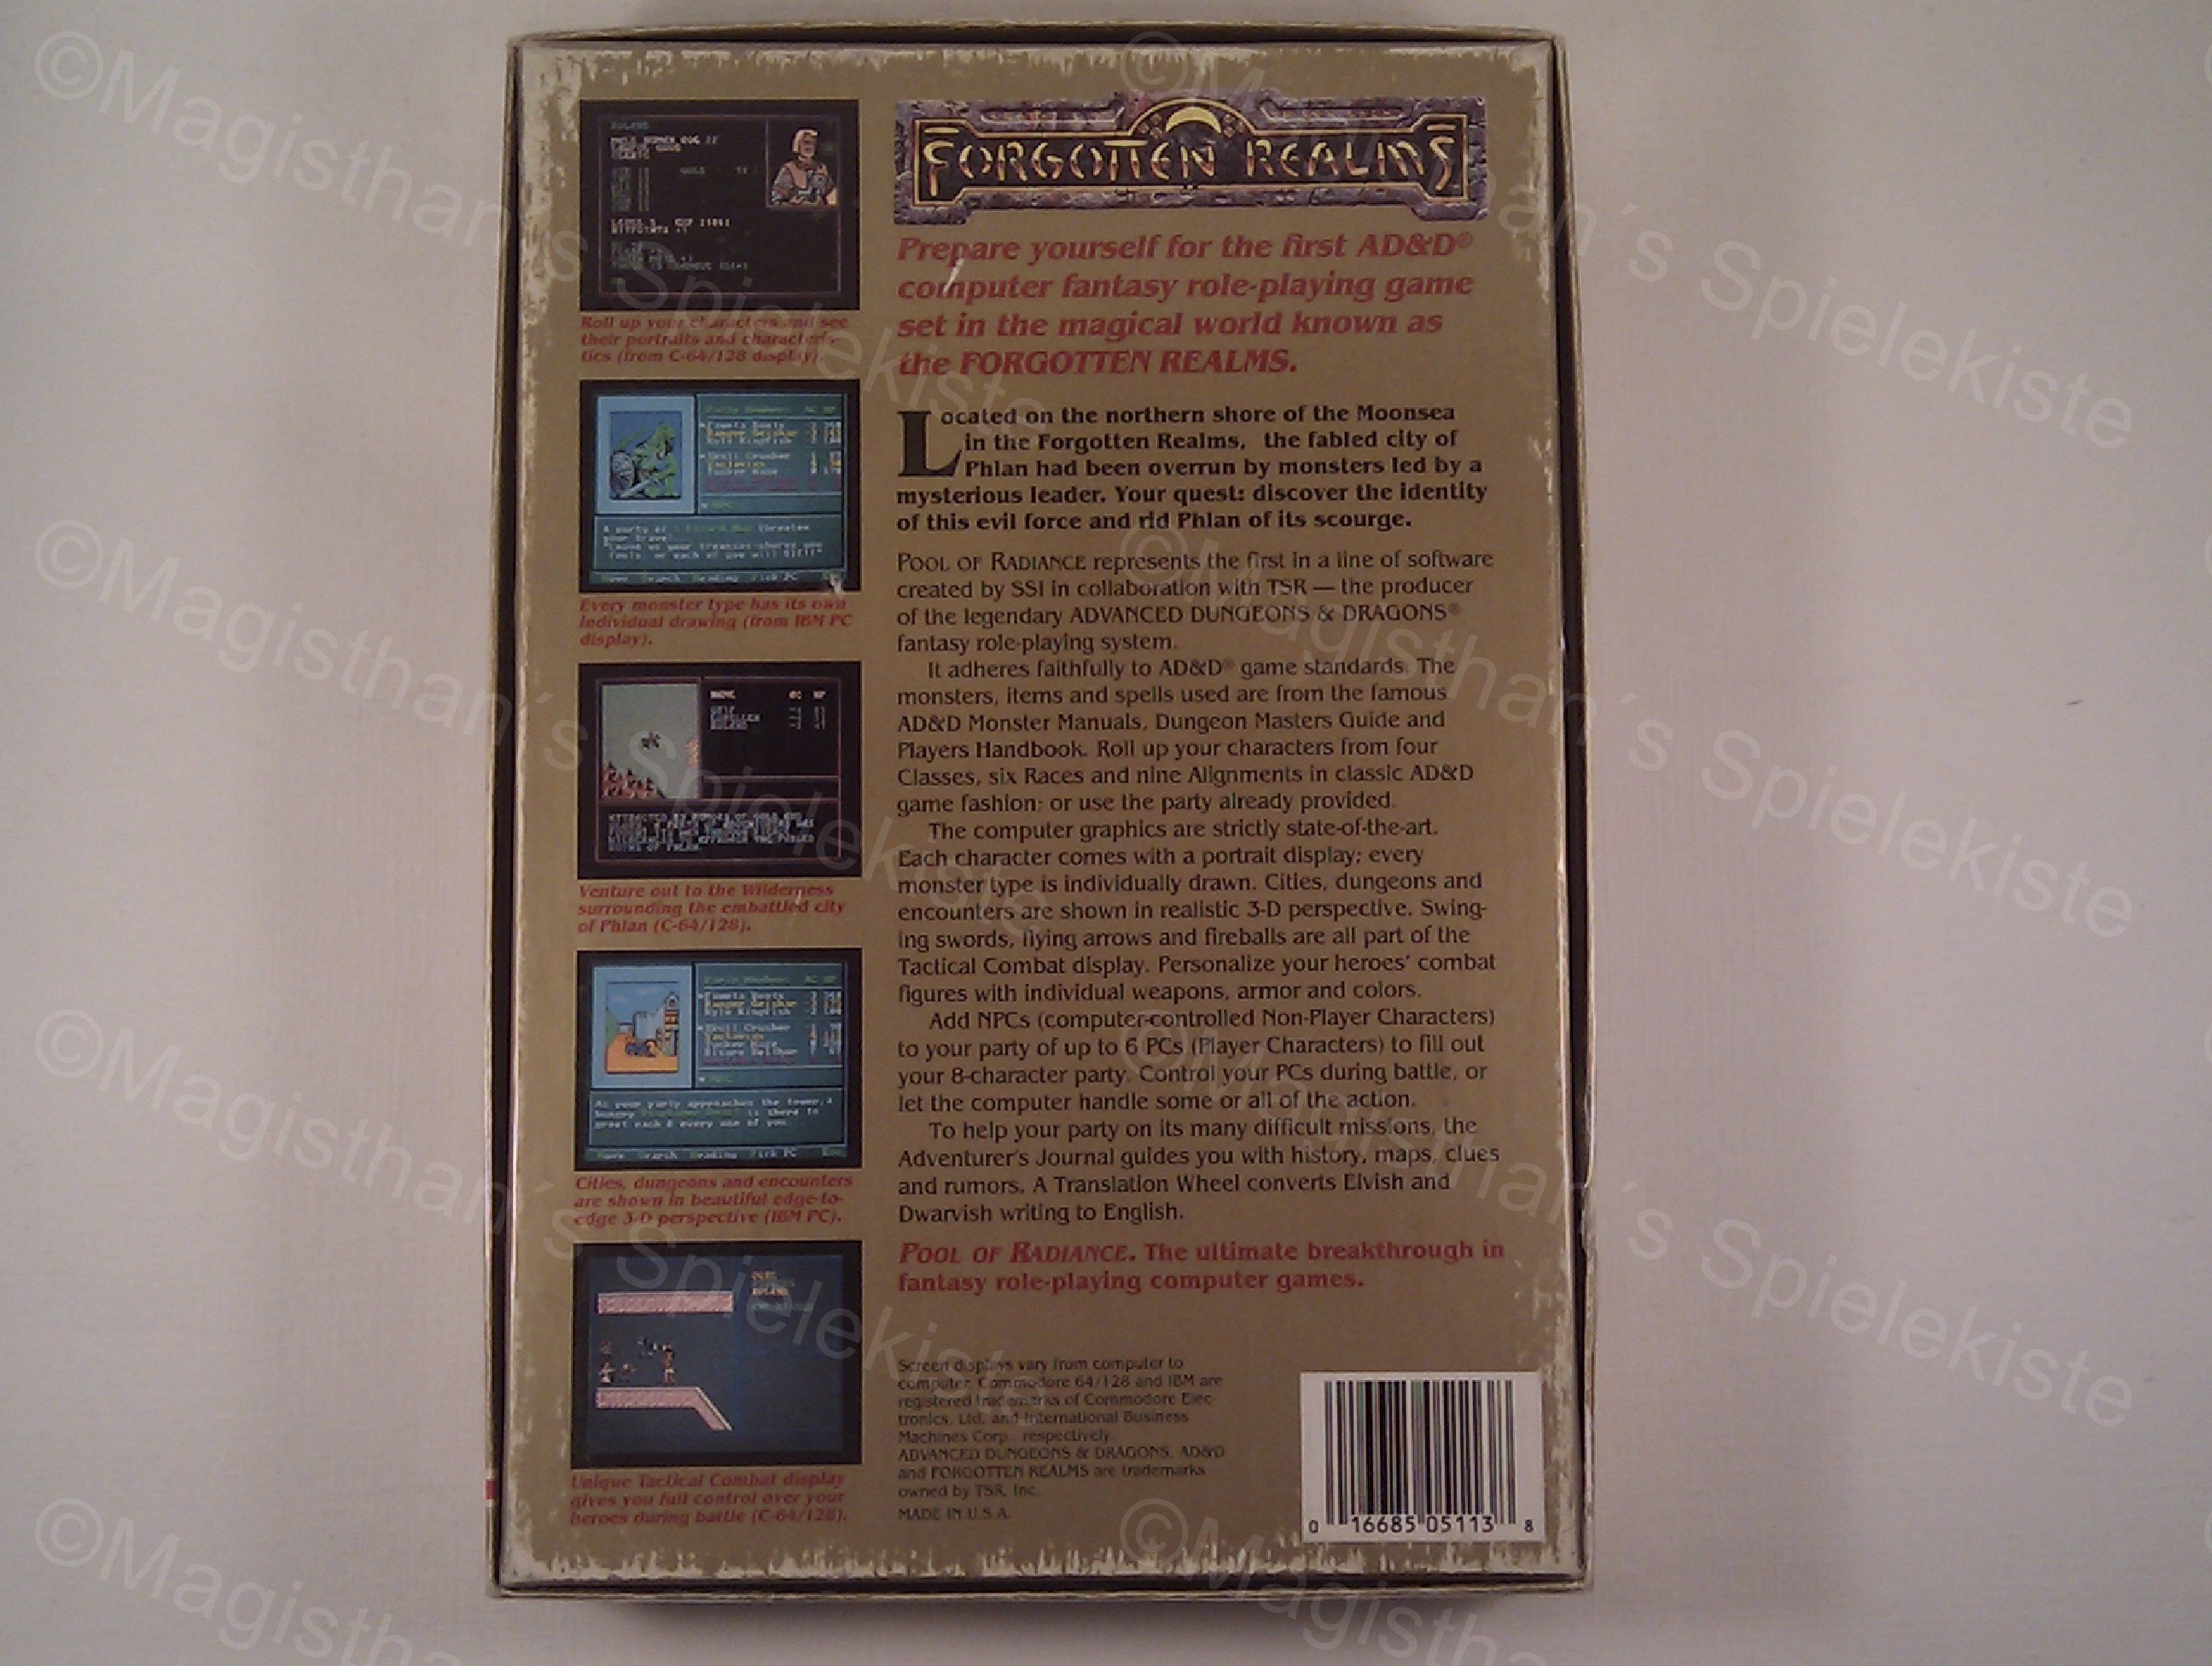 FORGOTTEN REALMS
Prepare yourself for the first AD&D®
computer fantasy role-playing game
set in the magical world known as
the FORGOTTEN REALMS.
Located on the northern shore of the Moonsea
in the Forgotten Realms, the fabled city of
Phlan had been overrun by monsters led by a
mysterious leader. Your quest: discover the identity
of this evil force and rid Phlan of its scourge.
POOL OF RADIANCE represents the first in a line of software
created by SSI in collaboration with TSR — the producer
of the legendary ADVANCED DUNGEONS & DRAGONS®
fantasy role-playing system.
It adheres faithfully to AD&D® game standards. The
monsters, items and spells used are from the famous
AD&D Monster Manuals, Dungeon Masters Guide and
Players Handbook. Roll up your characters from four
Classes, six Races and nine Alignments in classic AD&D
game fashion; or use the party already provided.
The computer graphics are strictly state-of-the-art.
Each character comes with a portrait display; every
monster type is individually drawn. Cities, dungeons and
encounters are shown in realistic 3-D perspective. Swing-
ing swords, flying arrows and fireballs are all part of the
Tactical Combat display. Personalize your heroes' combat
figures with individual weapons, armor and colors.
Add NPCs (computer-controlled Non-Player Characters)
to your party of up to 6 PCs (Player Characters) to fill out
your 8-character party. Control your PCs during battle, or
let the computer handle some or all of the action.
To help your party on its many difficult missions, the
Adventurer's Journal guides you with history, maps, clues
and rumors. A Translation Wheel converts Elvish and
Dwarvish writing to English.
POOL OF RADIANCE. The ultimate breakthrough in
fantasy role-playing computer games.
Screen displays vary from computer to
computer. Commodore 64/128 and IBM are
registered trademarks of Commodore Elec-
tronics, Ltd. and International Business
Machines Corp., respectively.
ADVANCED DUNGEONS & DRAGONS, AD&D
and FORGOTTEN REALMS are trademarks
owned by TSR, Inc.
MADE IN U.S.A.
0 16685 05113 8
Roll up your characters and see
their portraits and characteris-
tics (from C-64/128 display).
Every monster type has its own
individual drawing (from IBM PC
display).
Venture out to the Wilderness
surrounding the embattled city
of Phlan (C-64/128).
As your party approaches the tower, a
hungry is there to
greet each & every one of you...
Cities, dungeons and encounters
are shown in beautiful edge-to-
edge 3-D perspective (IBM PC).
Unique Tactical Combat display
gives you full control over your
heroes during battle (C-64/128).
©Magisthan´s Spielekiste